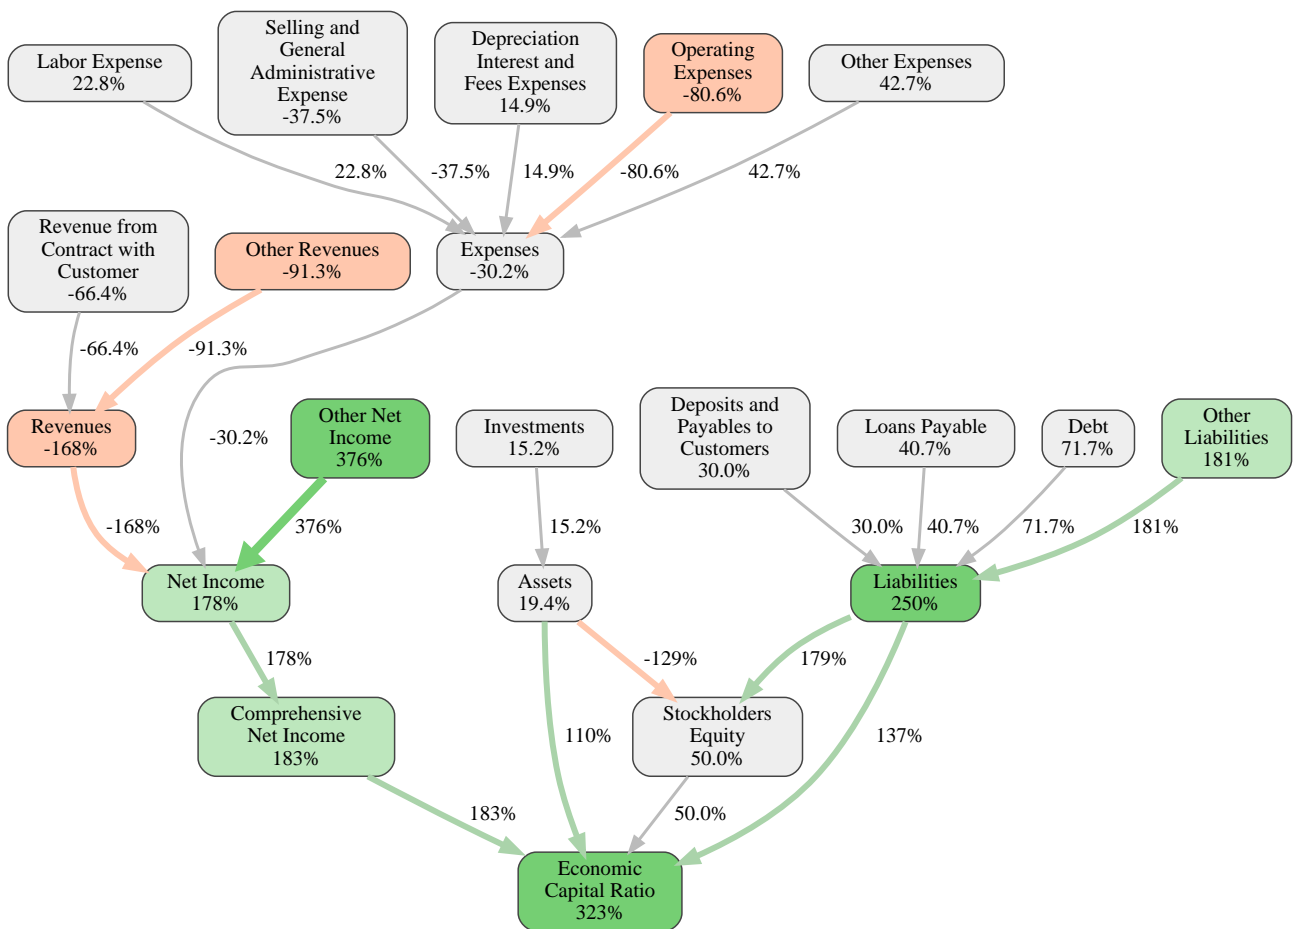 Labor Expense
22.8%
Selling and
General
Administrative
Expense
-37.5%
Depreciation
Interest and
Fees Expenses
14.9%
Operating
Expenses
-80.6%
Other Expenses
42.7%
22.8%
-37.5%
14.9%
-80.6%
42.7%
Revenue from
Contract with
Customer
-66.4%
Other Revenues
-91.3%
Expenses
-30.2%
-66.4%
-91.3%
-30.2%
Revenues
-168%
Other Net
Income
376%
Investments
15.2%
Deposits and
Payables to
Customers
30.0%
Loans Payable
40.7%
Debt
71.7%
Other
Liabilities
181%
-168%
376%
15.2%
30.0%
40.7%
71.7%
181%
Net Income
178%
Assets
19.4%
Liabilities
250%
178%
-129%
179%
110%
137%
Comprehensive
Net Income
183%
Stockholders
Equity
50.0%
183%
50.0%
Economic
Capital Ratio
323%